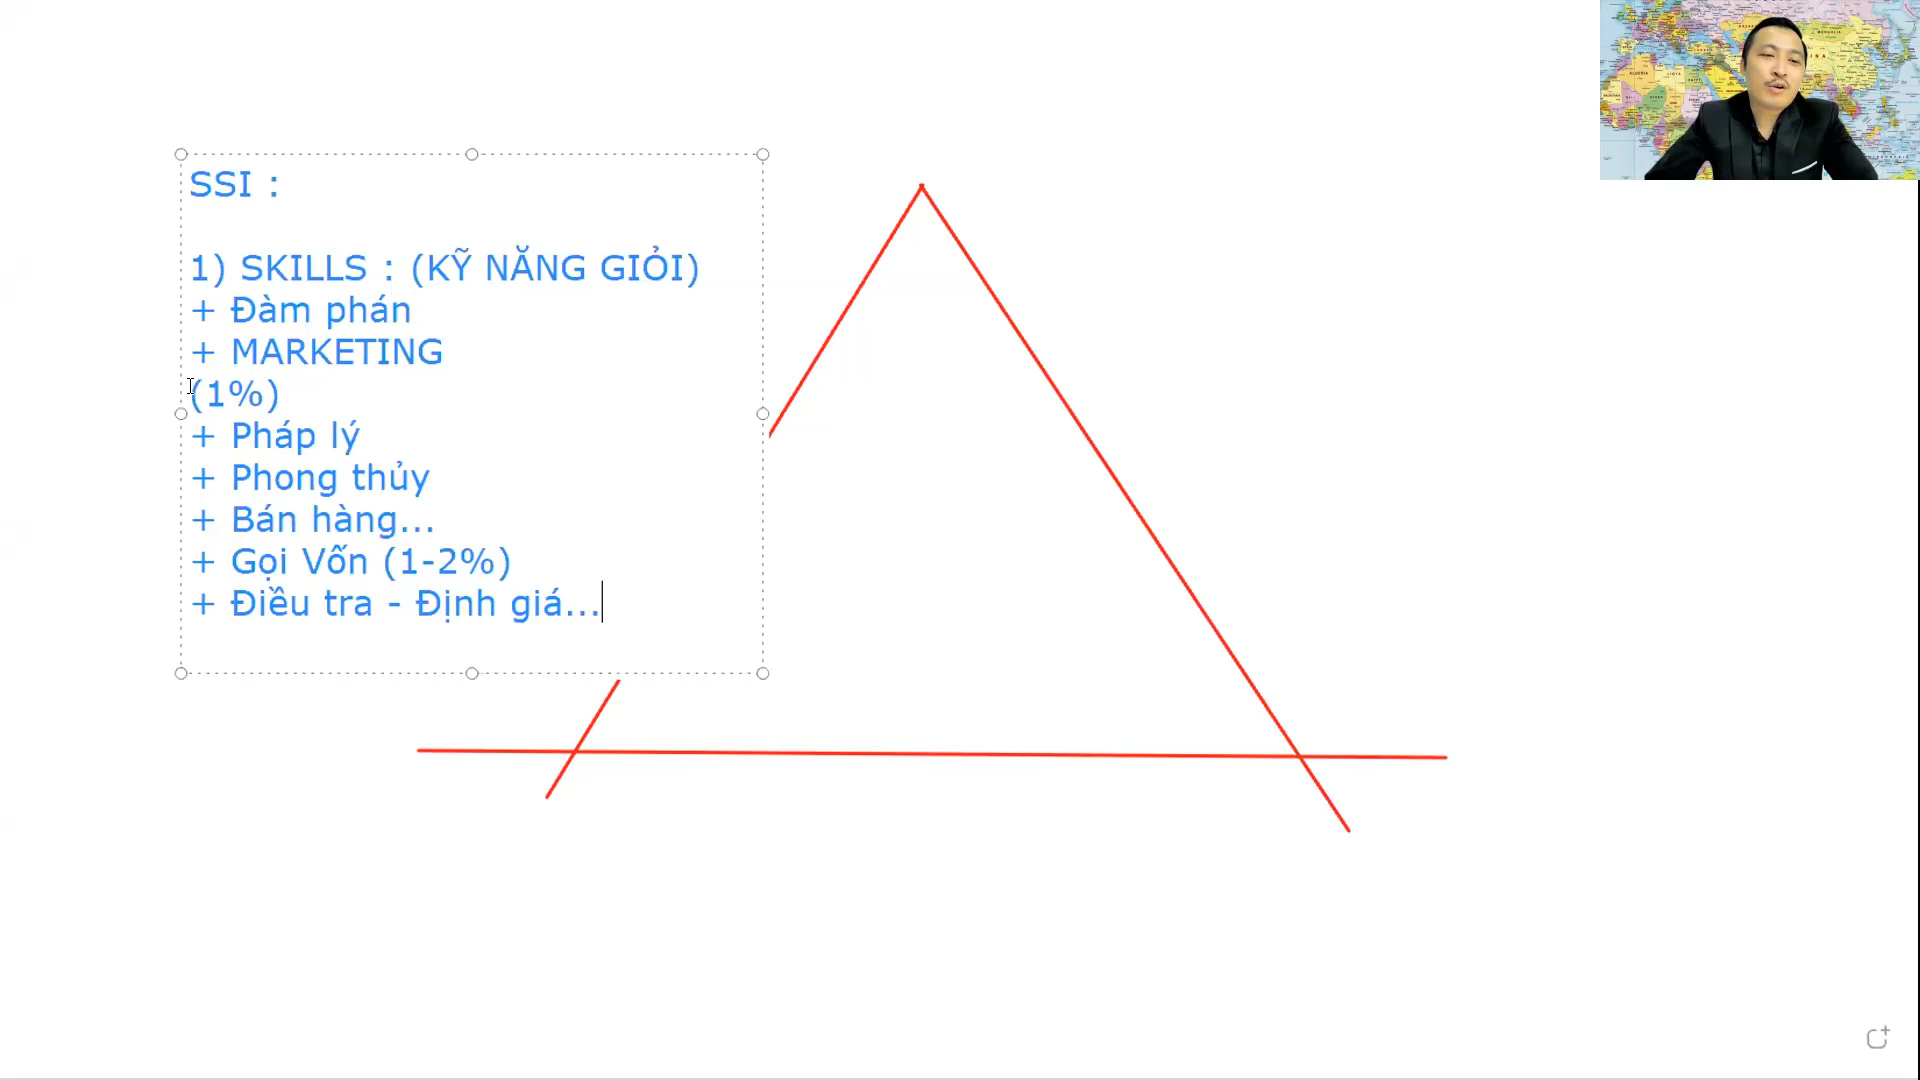 SSI :
1) SKILLS : (KỸ NĂNG GIỎI)
+ Đàm phán
+ MARKETING
(1%)
+ Pháp lý
+ Phong thủy
+ Bán hàng...
+ Gọi Vốn (1-2%)
+ Điều tra - Định giá...